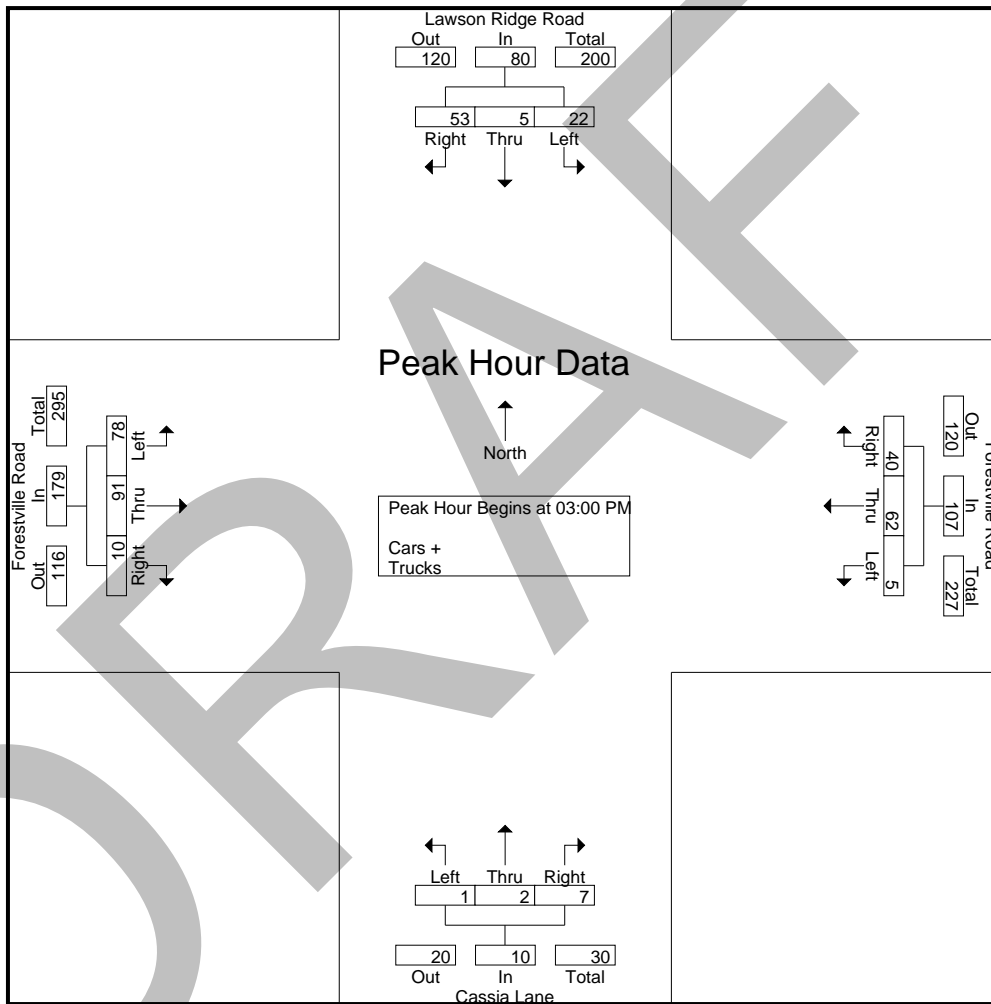 Lawson Ridge Road
Out In Total
120 80 200
53 5 22
Right Thru Left
Peak Hour Data
North
Peak Hour Begins at 03:00 PM
Cars +
Trucks
Forestville Road
Total In Out
295 179 116
78 91 10
Left Thru Right
Forestville Road
Out In Total
120 107 227
40 62 5
Right Thru Left
Left Thru Right
1 2 7
20 10 30
Out In Total
Cassia Lane
DRAF